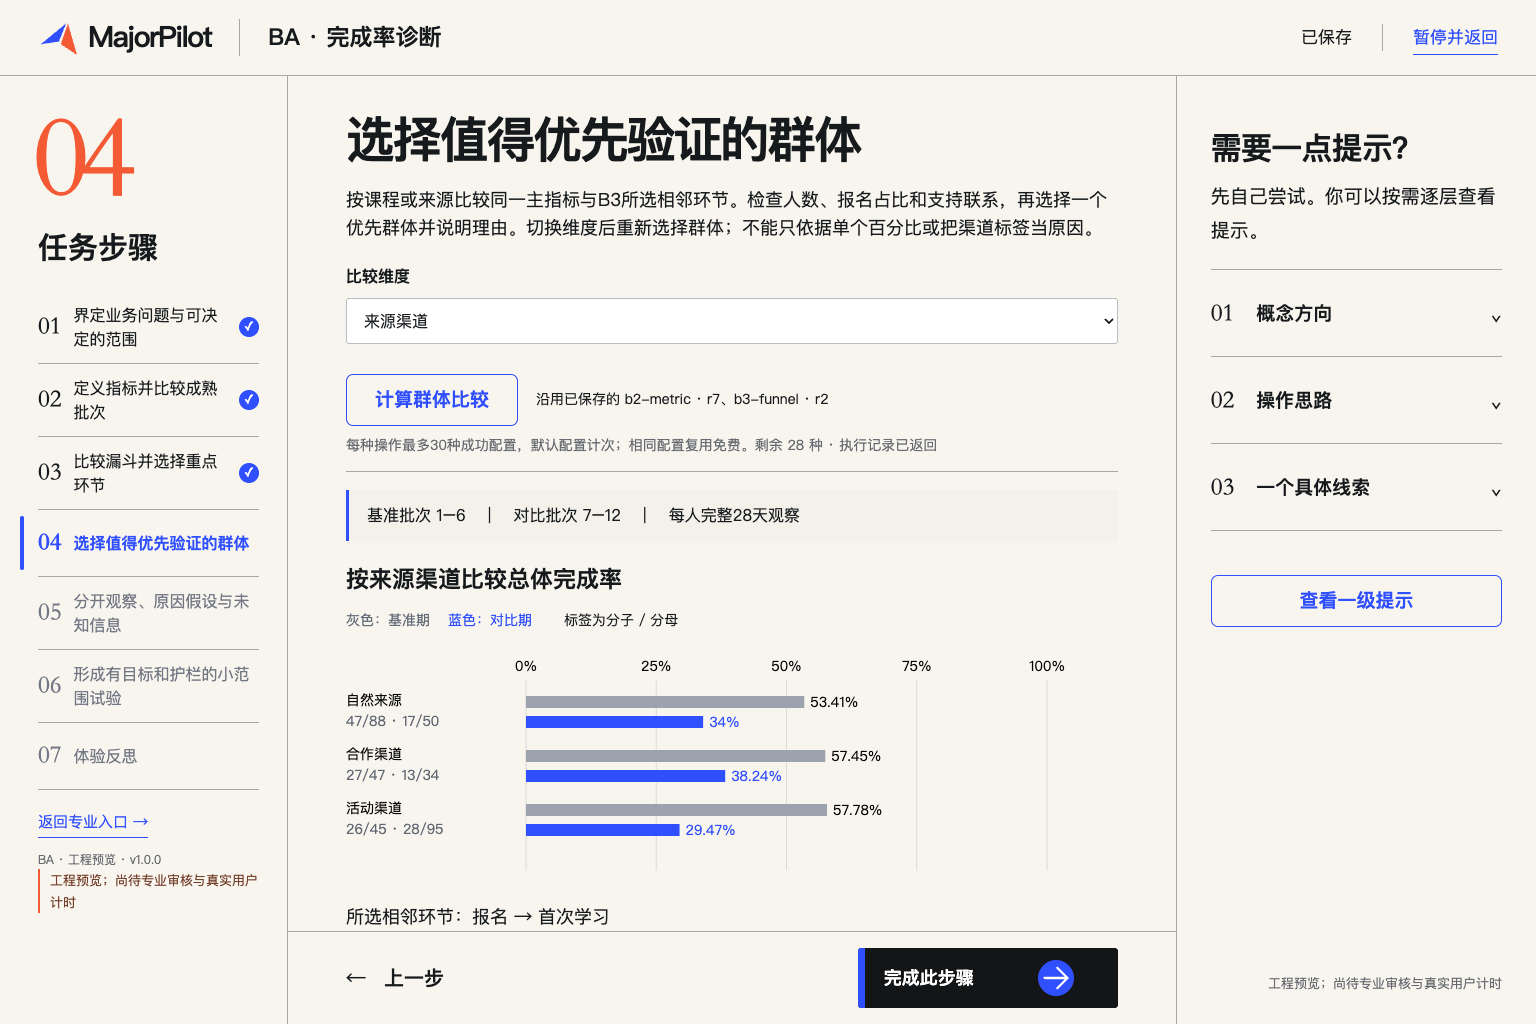 MajorPilot
BA · 完成率诊断
已保存
暂停并返回
04
任务步骤
01 界定业务问题与可决
定的范围
02 定义指标并比较成熟
批次
03 比较漏斗并选择重点
环节
04 选择值得优先验证的群体
05 分开观察、原因假设与未
知信息
06 形成有目标和护栏的小范
围试验
07 体验反思
返回专业入口 →
BA · 工程预览 · v1.0.0
工程预览；尚待专业审核与真实用户
计时
选择值得优先验证的群体
按课程或来源比较同一主指标与B3所选相邻环节。检查人数、报名占比和支持联系，再选择一个
优先群体并说明理由。切换维度后重新选择群体；不能只依据单个百分比或把渠道标签当原因。
比较维度
来源渠道
计算群体比较
沿用已保存的 b2-metric · r7、b3-funnel · r2
每种操作最多30种成功配置，默认配置计次；相同配置复用免费。剩余 28 种 · 执行记录已返回
基准批次 1—6 | 对比批次 7—12 | 每人完整28天观察
按来源渠道比较总体完成率
灰色：基准期 蓝色：对比期 标签为分子 / 分母
0% 25% 50% 75% 100%
自然来源
47/88 · 17/50
53.41%
34%
合作渠道
27/47 · 13/34
57.45%
38.24%
活动渠道
26/45 · 28/95
57.78%
29.47%
所选相邻环节：报名 → 首次学习
← 上一步
完成此步骤 →
需要一点提示？
先自己尝试。你可以按需逐层查看
提示。
01 概念方向
02 操作思路
03 一个具体线索
查看一级提示
工程预览；尚待专业审核与真实用户计时